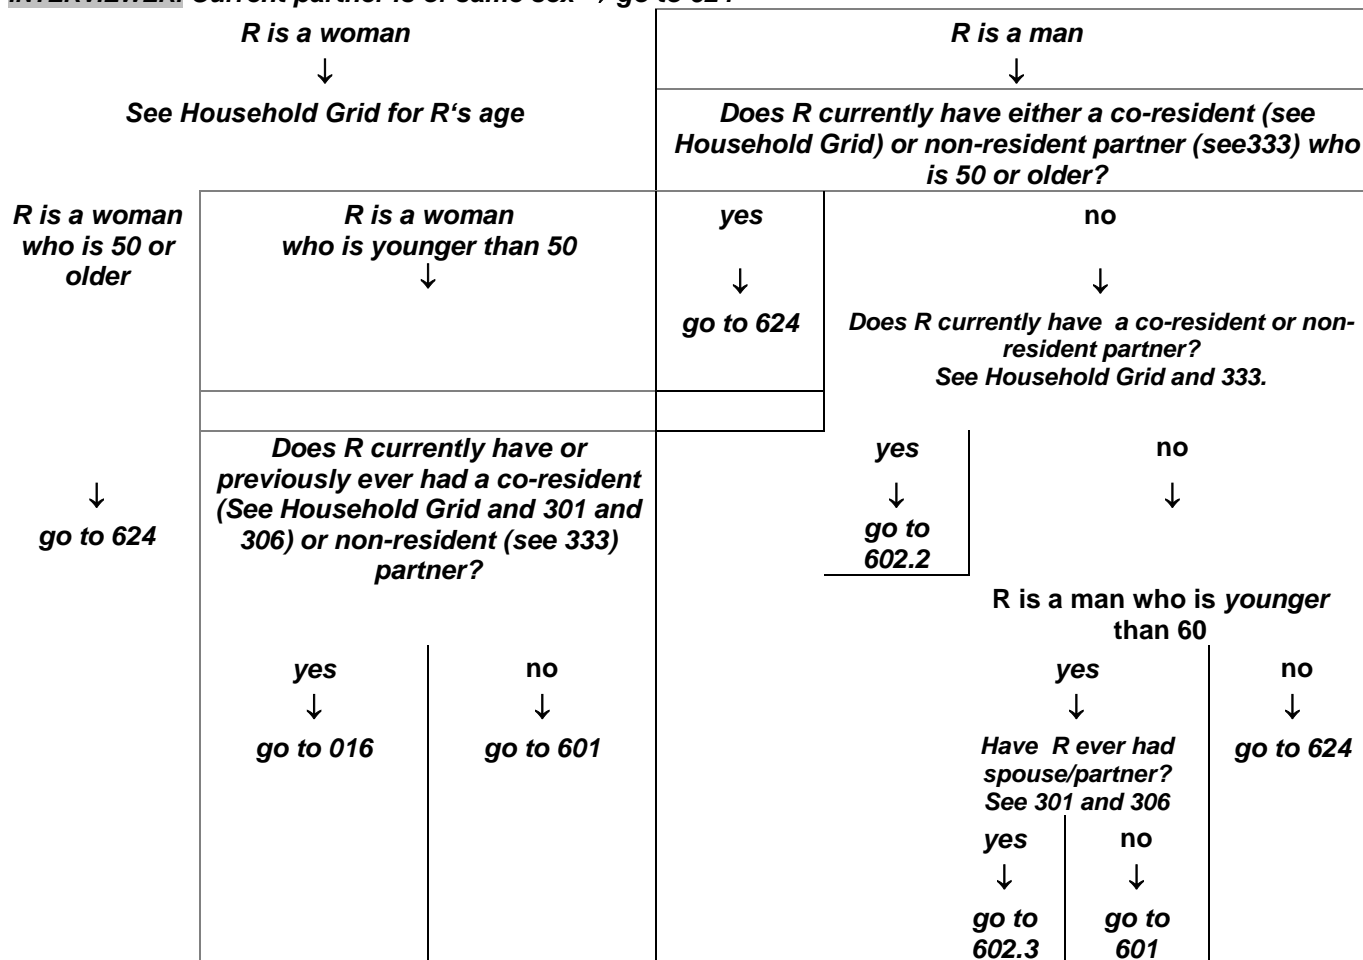 INTERVIEWER: Current partner is of same sex → go to 624
R is a woman
↓
See Household Grid for R‘s age
R is a man
↓
Does R currently have either a co-resident (see
Household Grid) or non-resident partner (see333) who
is 50 or older?
R is a woman
who is 50 or
older
↓
go to 624
R is a woman
who is younger than 50
↓
Does R currently have or
previously ever had a co-resident
(See Household Grid and 301 and
306) or non-resident (see 333)
partner?
yes
↓
go to 016
no
↓
go to 601
yes
↓
go to 624
no
↓
Does R currently have a co-resident or non-
resident partner?
See Household Grid and 333.
yes
↓
go to
602.2
no
↓
R is a man who is younger
than 60
yes
↓
Have R ever had
spouse/partner?
See 301 and 306
yes
↓
go to
602.3
no
↓
go to
601
no
↓
go to 624